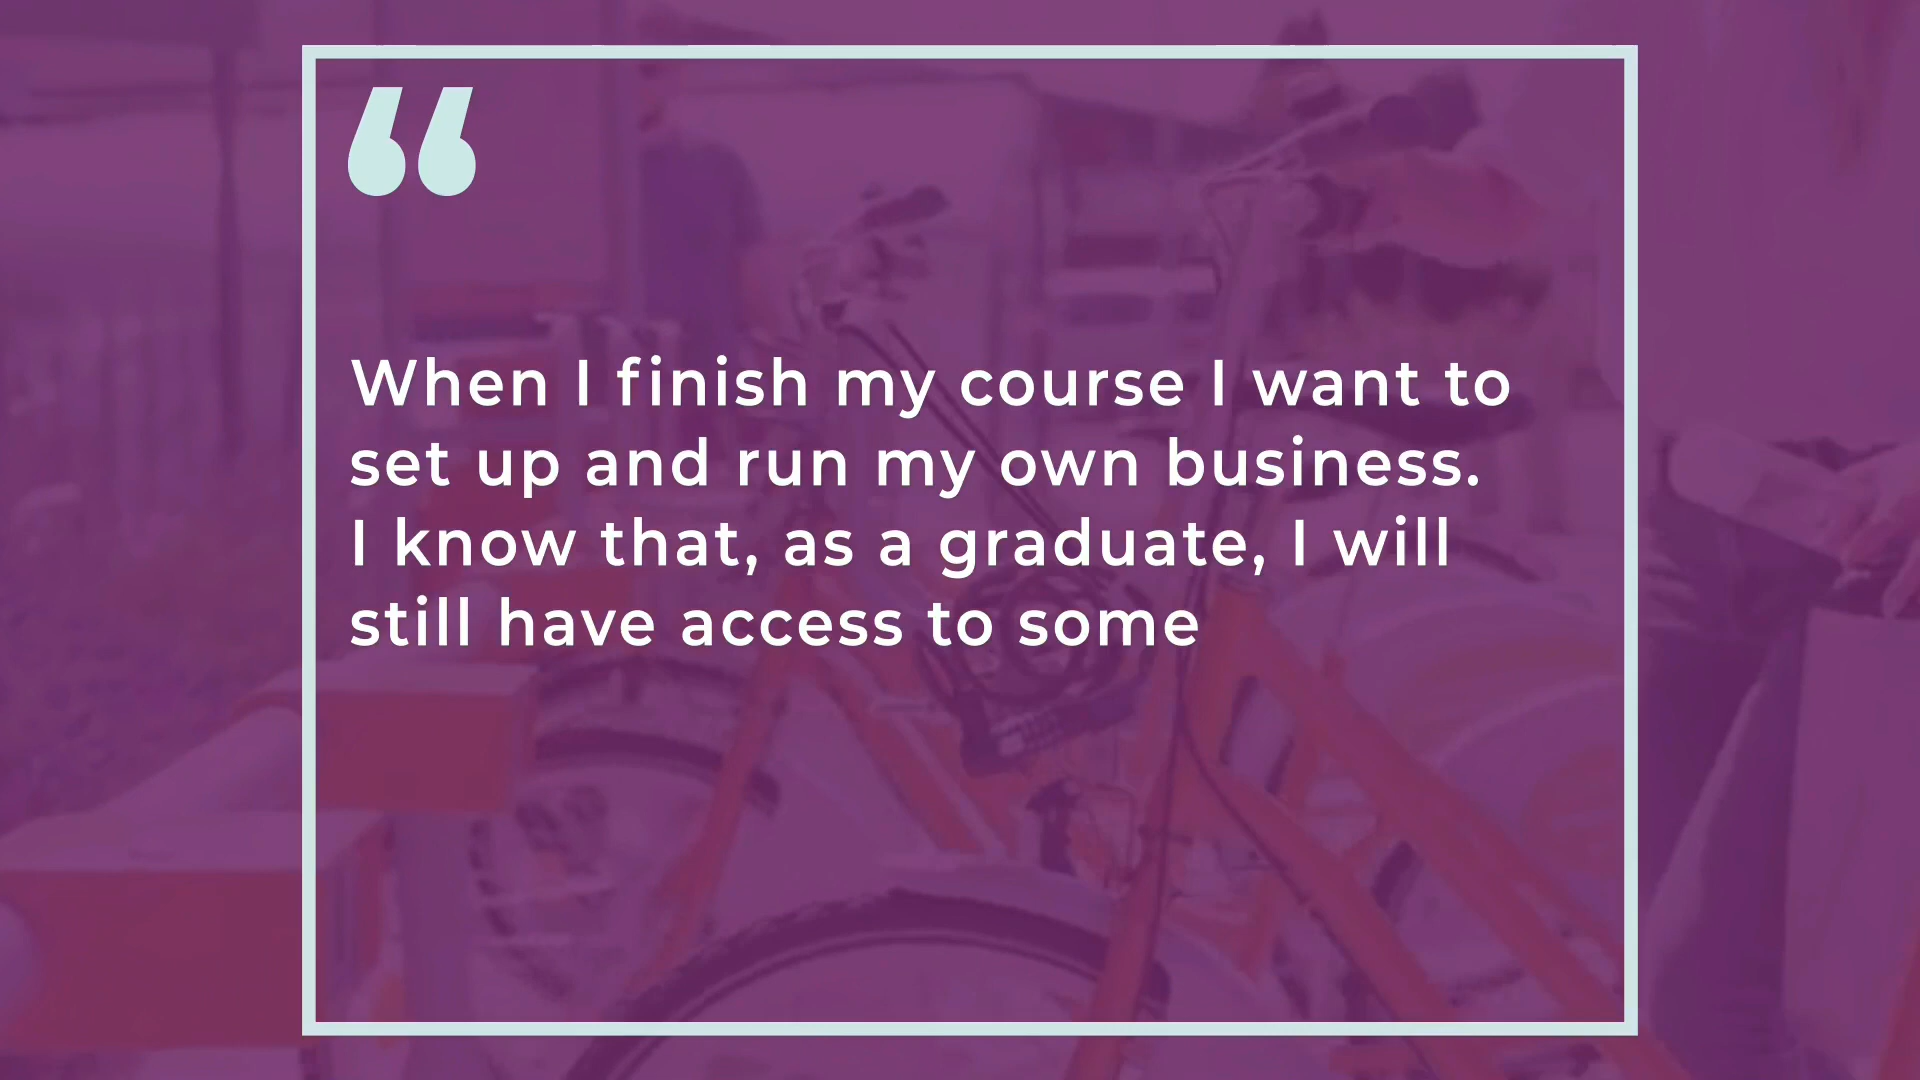 “
When I finish my course I want to
set up and run my own business.
I know that, as a graduate, I will
still have access to some